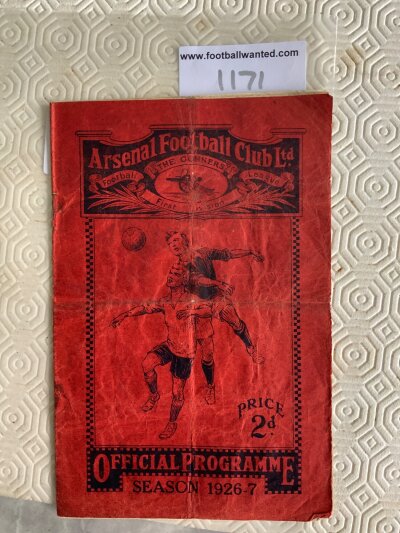 www.footballwanted.com
1171
Arsenal Football Club Ltd
THE GUNNERS
Football League
First Division
PRICE
2d.
OFFICIAL PROGRAMME
SEASON 1926-7